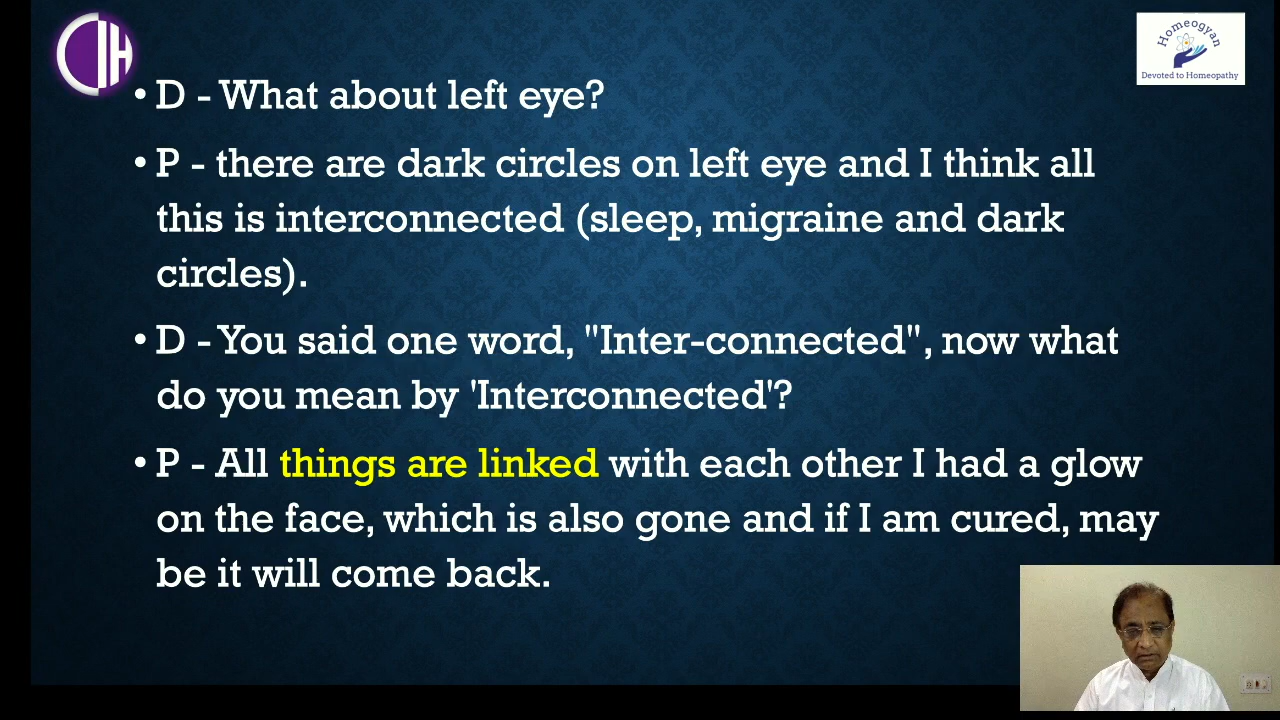 CIH
Homeogyan
Devoted to Homeopathy
• D - What about left eye?
• P - there are dark circles on left eye and I think all
this is interconnected (sleep, migraine and dark
circles).
• D - You said one word, "Inter-connected", now what
do you mean by 'Interconnected'?
• P - All things are linked with each other I had a glow
on the face, which is also gone and if I am cured, may
be it will come back.